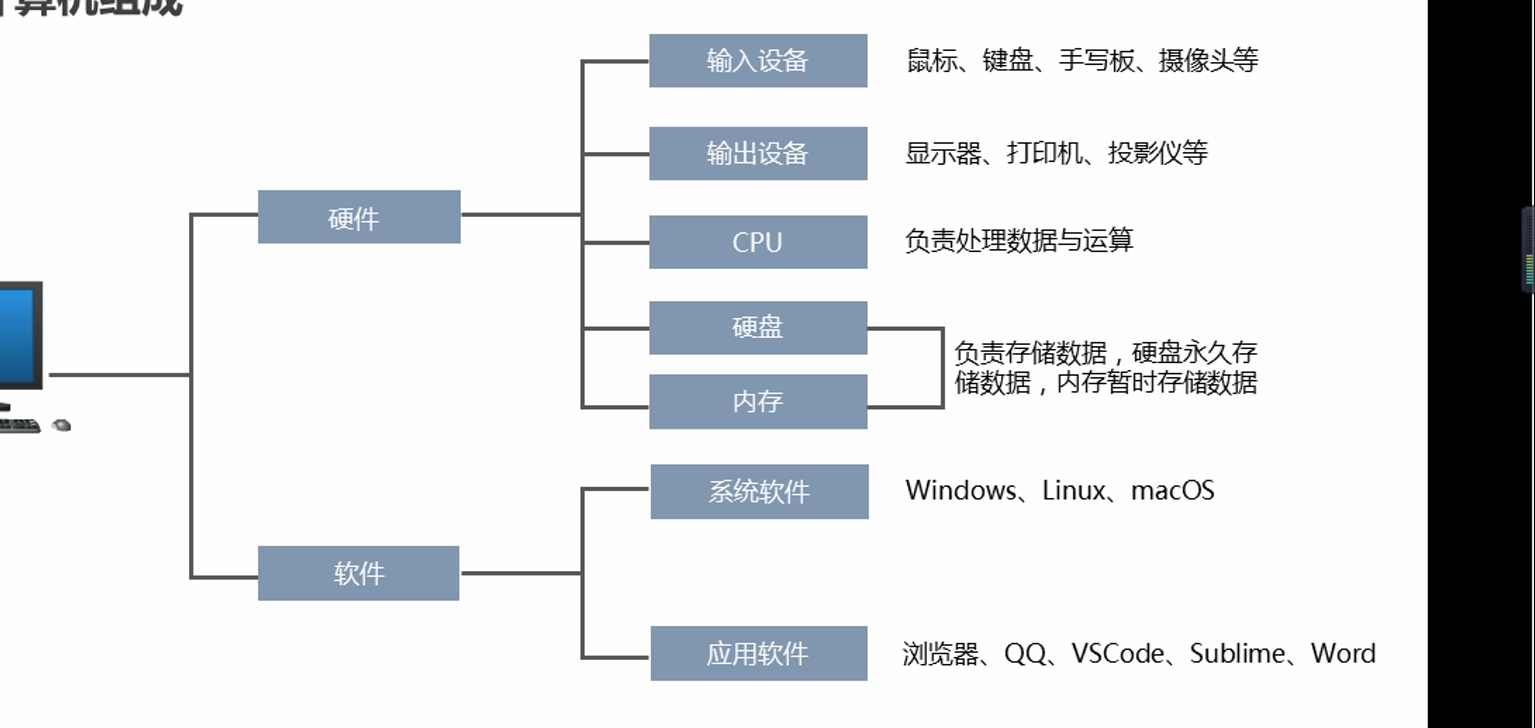 计算机组成
输入设备 鼠标、键盘、手写板、摄像头等
输出设备 显示器、打印机、投影仪等
硬件
CPU 负责处理数据与运算
硬盘
负责存储数据，硬盘永久存
储数据，内存暂时存储数据
内存
系统软件 Windows、Linux、macOS
软件
应用软件 浏览器、QQ、VSCode、Sublime、Word